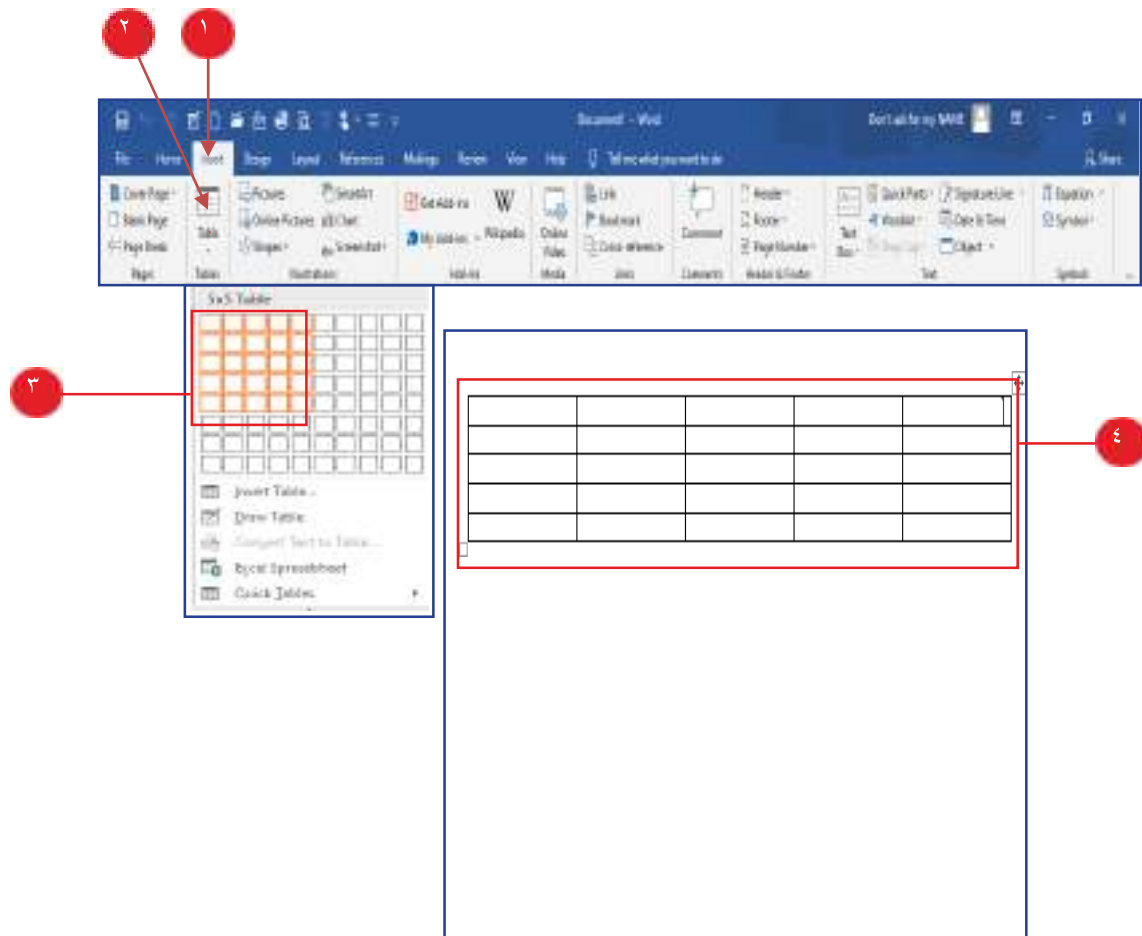 ٢ ١
Document - Word
File Home Insert Design Layout References Mailings Review View Help Tell me what you want to do Share
Cover Page Picture SmartArt Get Add-ins W Link Header Quick Parts Signature Line Equation
Blank Page Table Online Pictures Chart My Add-ins Wikipedia Online Video Bookmark Comment Footer Text Box WordArt Date & Time Symbol
Page Break Shapes Screenshot Cross-reference Page Number Object
Pages Tables Illustrations Add-ins Media Links Comments Header & Footer Text Symbols
5x5 Table
٣
٤
Insert Table...
Draw Table
Convert Text to Table...
Excel Spreadsheet
Quick Tables